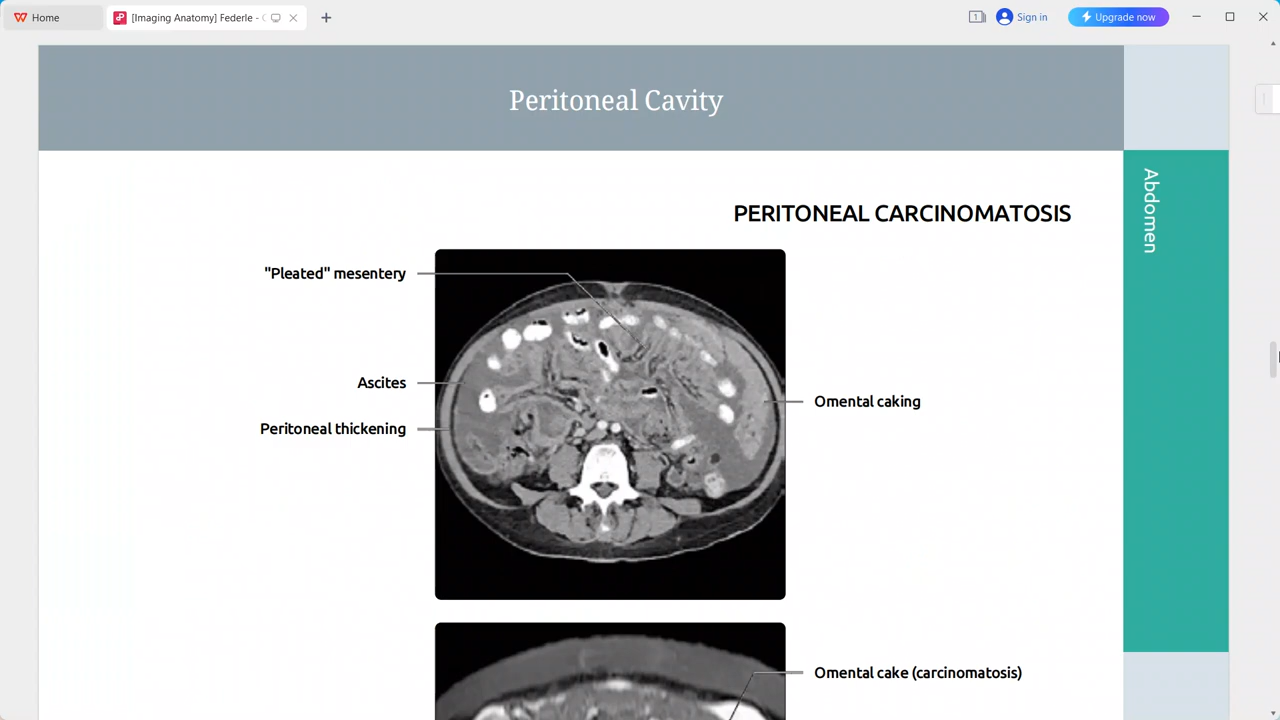 Home
[Imaging Anatomy] Federle -
1
Sign in
Upgrade now
Peritoneal Cavity
Abdomen
PERITONEAL CARCINOMATOSIS
"Pleated" mesentery
Ascites
Omental caking
Peritoneal thickening
Omental cake (carcinomatosis)